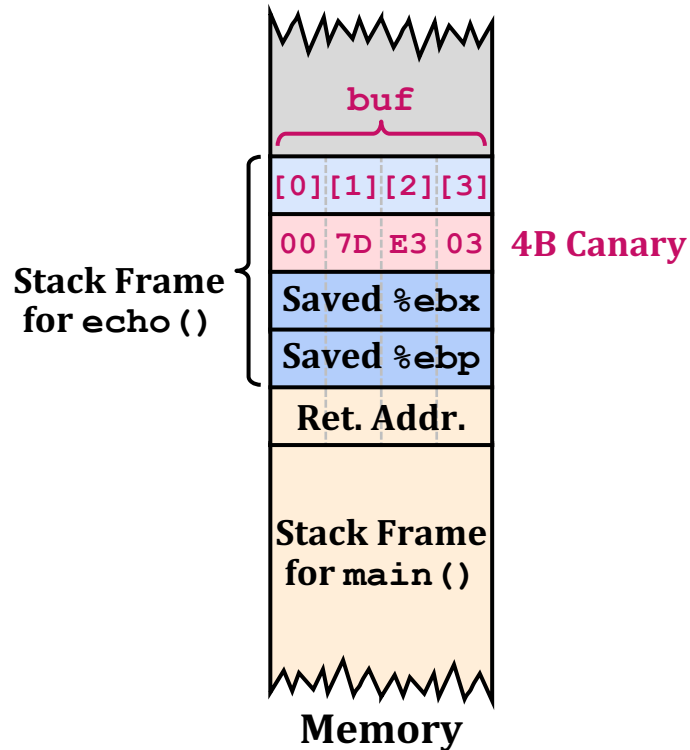 buf
[0] [1] [2] [3]
00 7D E3 03
4B Canary
Stack Frame
for echo()
Saved %ebx
Saved %ebp
Ret. Addr.
Stack Frame
for main()
Memory